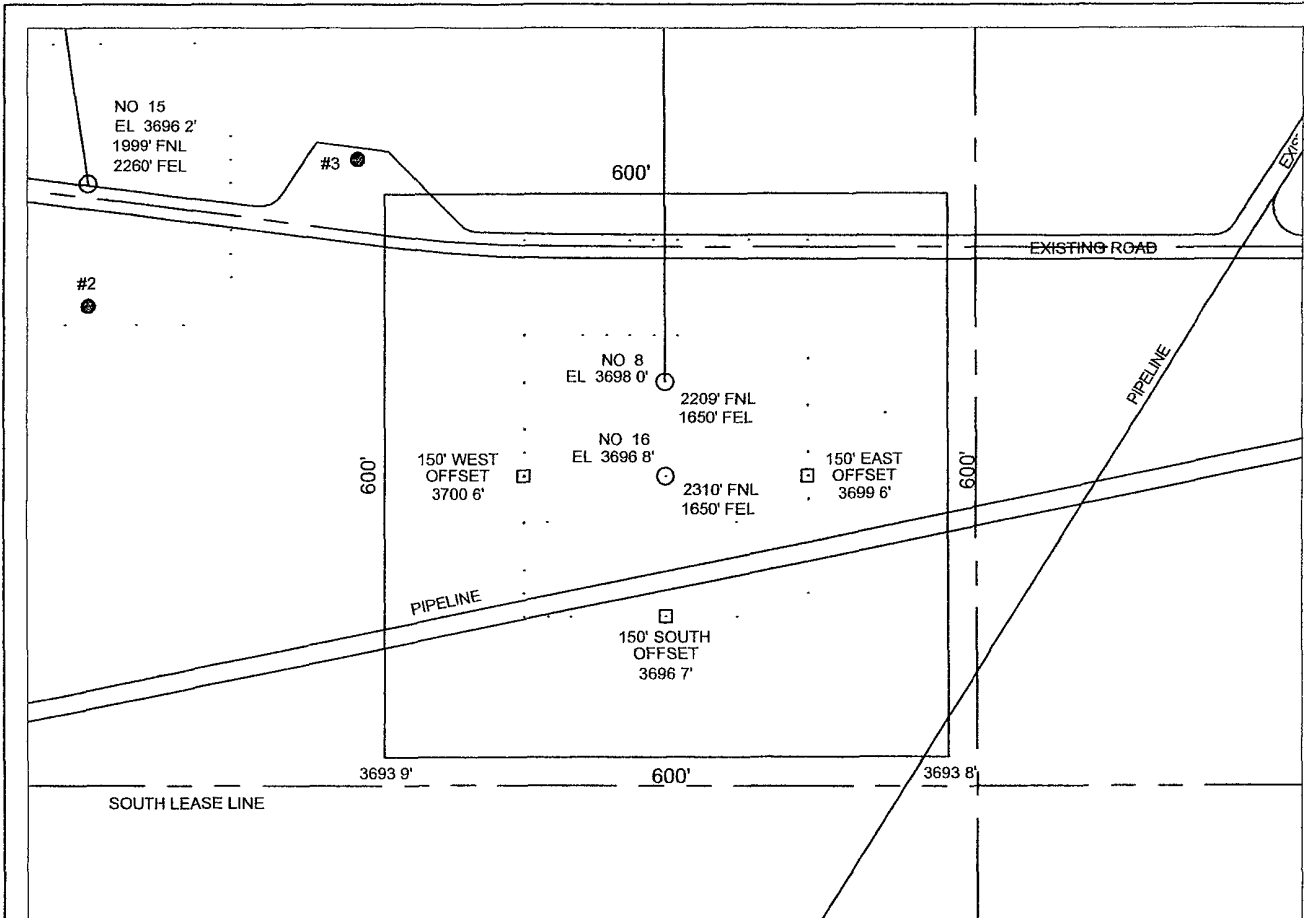 NO 15
EL 3696 2'
1999' FNL
2260' FEL
#3
600'
#2
EXIST
EXISTING ROAD
PIPELINE
NO 8
EL 3698 0'
2209' FNL
1650' FEL
NO 16
EL 3696 8'
2310' FNL
1650' FEL
600'
150' WEST
OFFSET
3700 6'
150' EAST
OFFSET
3699 6'
600'
PIPELINE
150' SOUTH
OFFSET
3696 7'
3693 9'
600'
3693 8'
SOUTH LEASE LINE